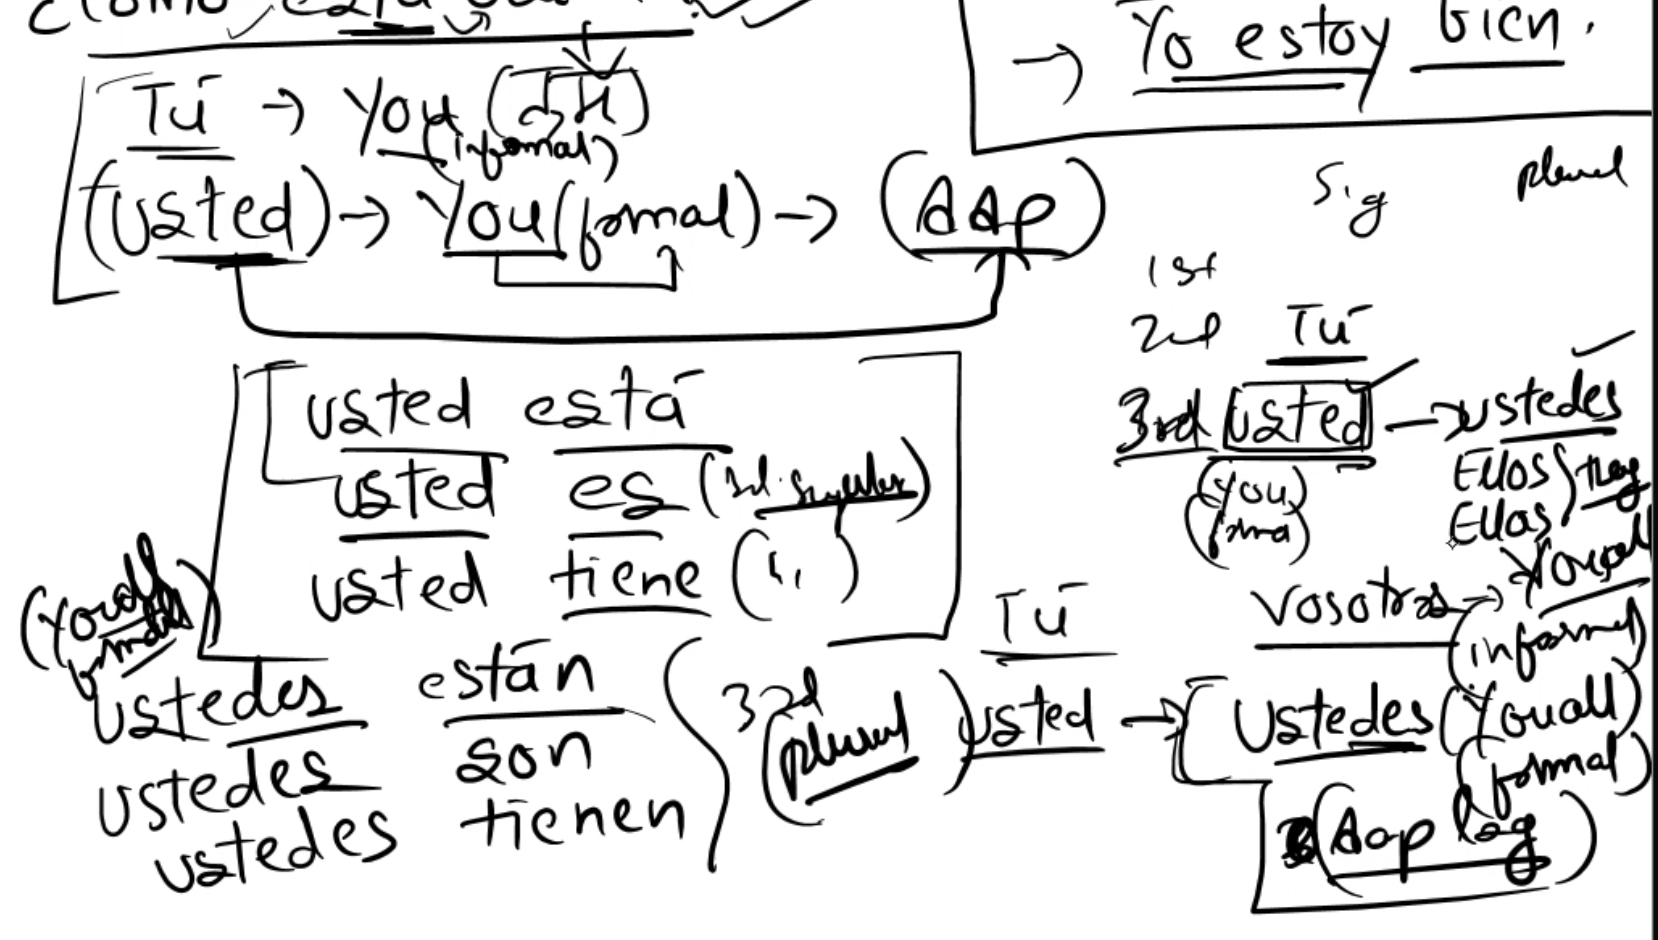 está
→ Yo estoy bien.
Tú → You (तुम)
(informal)
(usted) → You (formal) → (AAp)
Sig plural
1st
2nd Tú
3rd usted → ustedes
(You formal)
Ellos
Ellas } they
usted está
usted es (3rd. singular)
usted tiene (")
vosotros → You all
(informal)
(You all formal)
ustedes están
ustedes son
ustedes tienen
3rd (plural)
Tú
usted → Ustedes (You all)
(formal)
(Aap log)